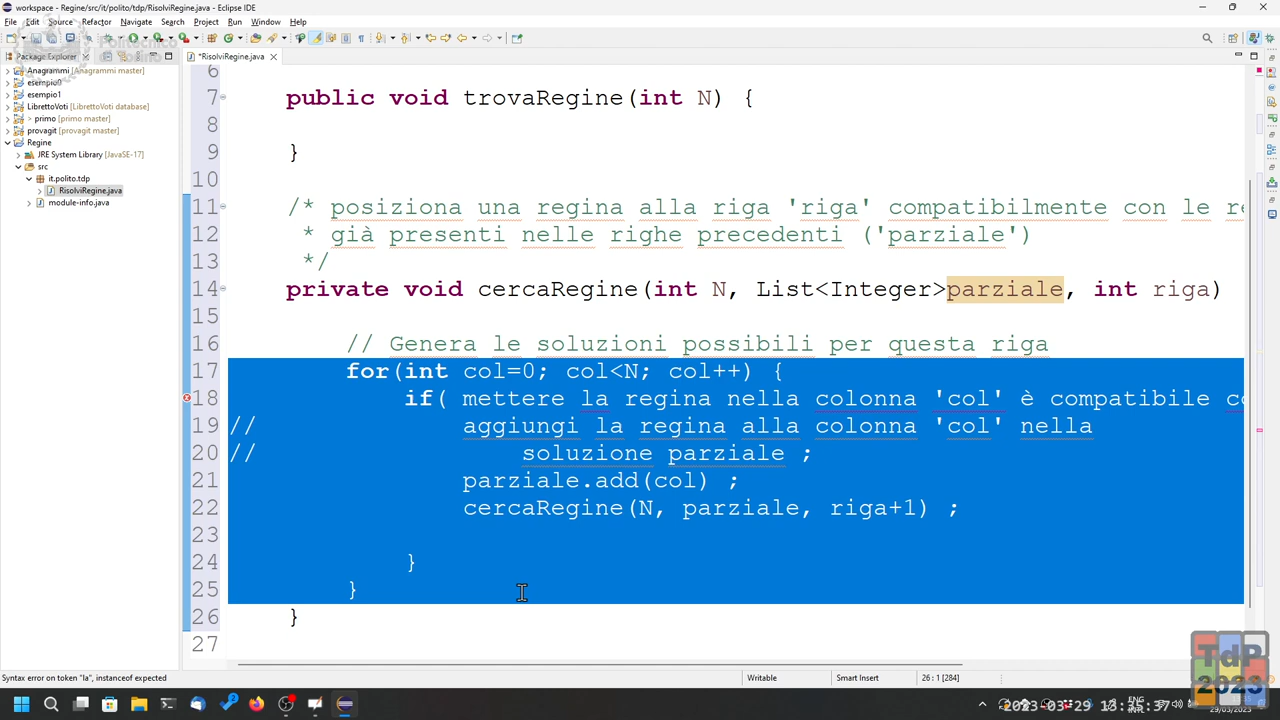 workspace - Regine/src/it/polito/tdp/RisolviRegine.java - Eclipse IDE
File Edit Source Refactor Navigate Search Project Run Window Help
Politecnico
Package Explorer
*RisolviRegine.java
Anagrammi [Anagrammi master]
esempio0
esempio1
LibrettoVoti [LibrettoVoti database]
> primo [primo master]
provagit [provagit master]
Regine
JRE System Library [JavaSE-17]
src
it.polito.tdp
RisolviRegine.java
module-info.java
6
7 public void trovaRegine(int N) {
8
9 }
10
11 /* posiziona una regina alla riga 'riga' compatibilmente con le re
12 * già presenti nelle righe precedenti ('parziale')
13 */
14 private void cercaRegine(int N, List<Integer>parziale, int riga)
15
16 // Genera le soluzioni possibili per questa riga
17 for(int col=0; col<N; col++) {
18 if( mettere la regina nella colonna 'col' è compatibile co
19 // aggiungi la regina alla colonna 'col' nella
20 // soluzione parziale ;
21 parziale.add(col) ;
22 cercaRegine(N, parziale, riga+1) ;
23
24 }
25 }
26 }
27
Syntax error on token "la", instanceof expected
Writable
Smart Insert
26 : 1 [284]
TdP
2023
ENG
29/03/2023